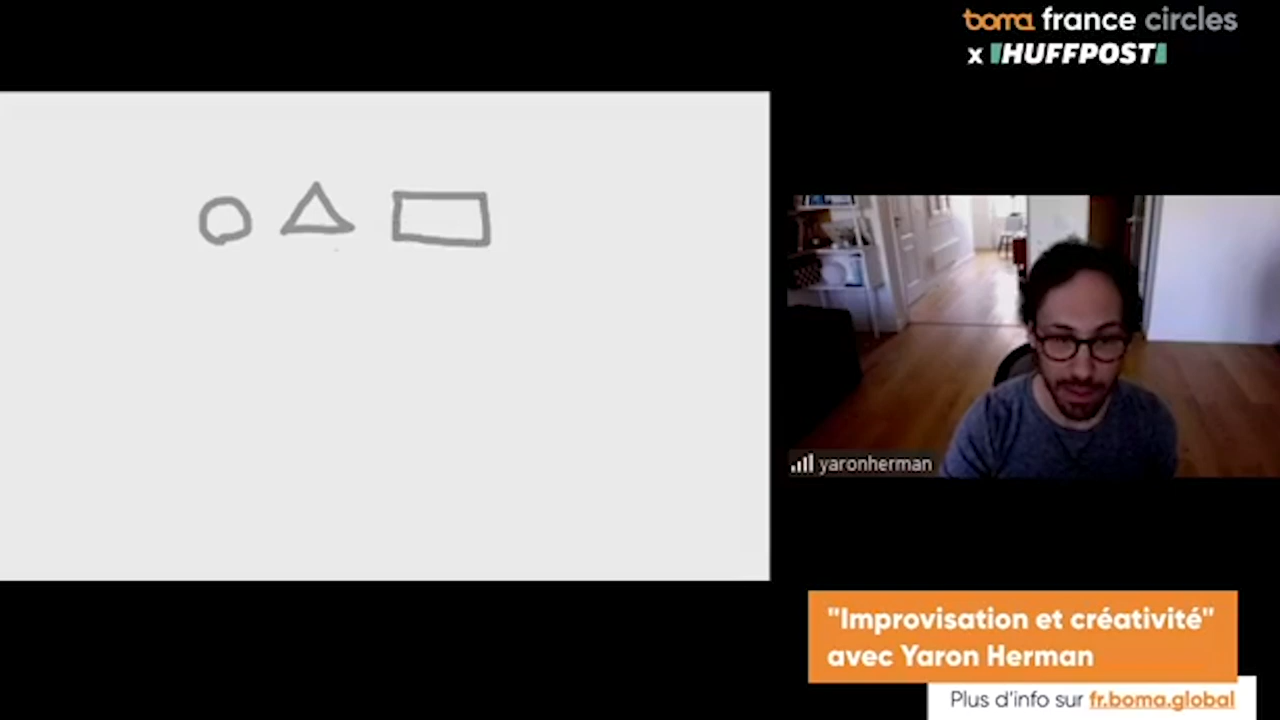 boma france circles
x HUFFPOST
yaronherman
"Improvisation et créativité"
avec Yaron Herman
Plus d'info sur fr.boma.global